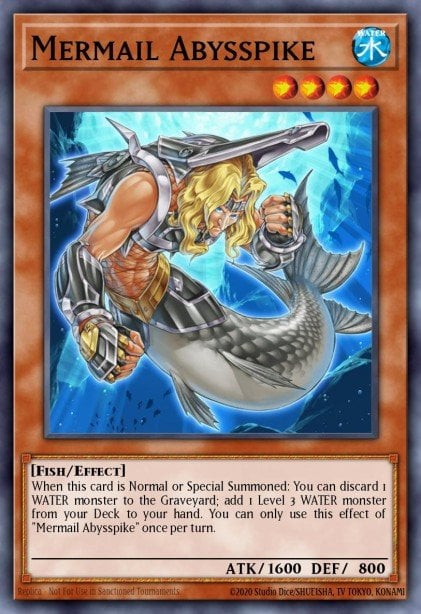 Mermail Abysspike
WATER
水
[Fish/Effect]
When this card is Normal or Special Summoned: You can discard 1
WATER monster to the Graveyard; add 1 Level 3 WATER monster
from your Deck to your hand. You can only use this effect of
"Mermail Abysspike" once per turn.
ATK/1600 DEF/ 800
Replica - Not For Use in Sanctioned Tournaments
©2020 Studio Dice/SHUEISHA, TV TOKYO, KONAMI